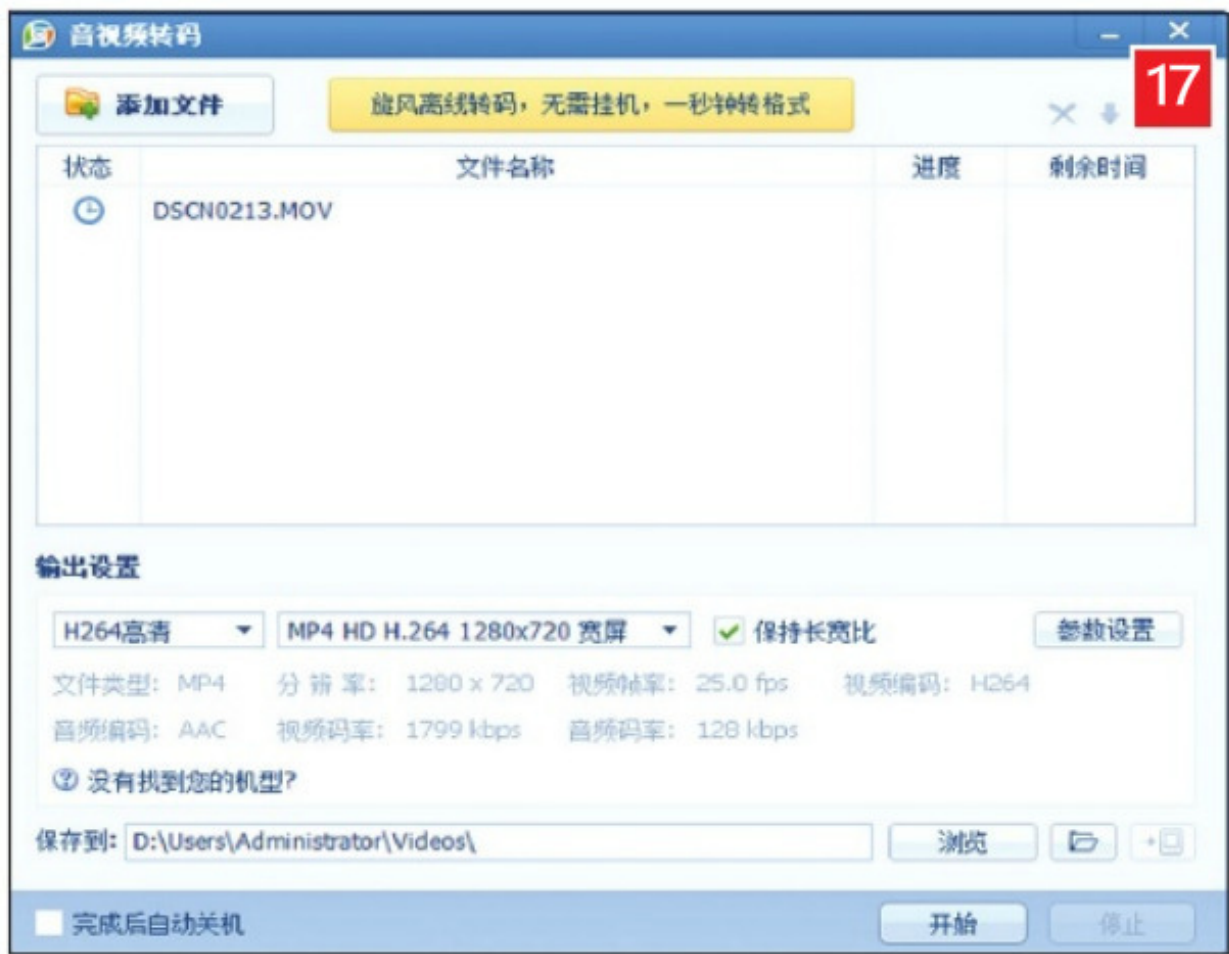 音视频转码
17
添加文件
旋风离线转码，无需挂机，一秒钟转格式
状态 文件名称 进度 剩余时间
DSCN0213.MOV
输出设置
H264高清 MP4 HD H.264 1280x720 宽屏 保持长宽比 参数设置
文件类型: MP4 分 辨 率: 1280 x 720 视频帧率: 25.0 fps 视频编码: H264
音频编码: AAC 视频码率: 1799 kbps 音频码率: 128 kbps
没有找到您的机型?
保存到: D:\Users\Administrator\Videos\ 浏览
完成后自动关机 开始 停止